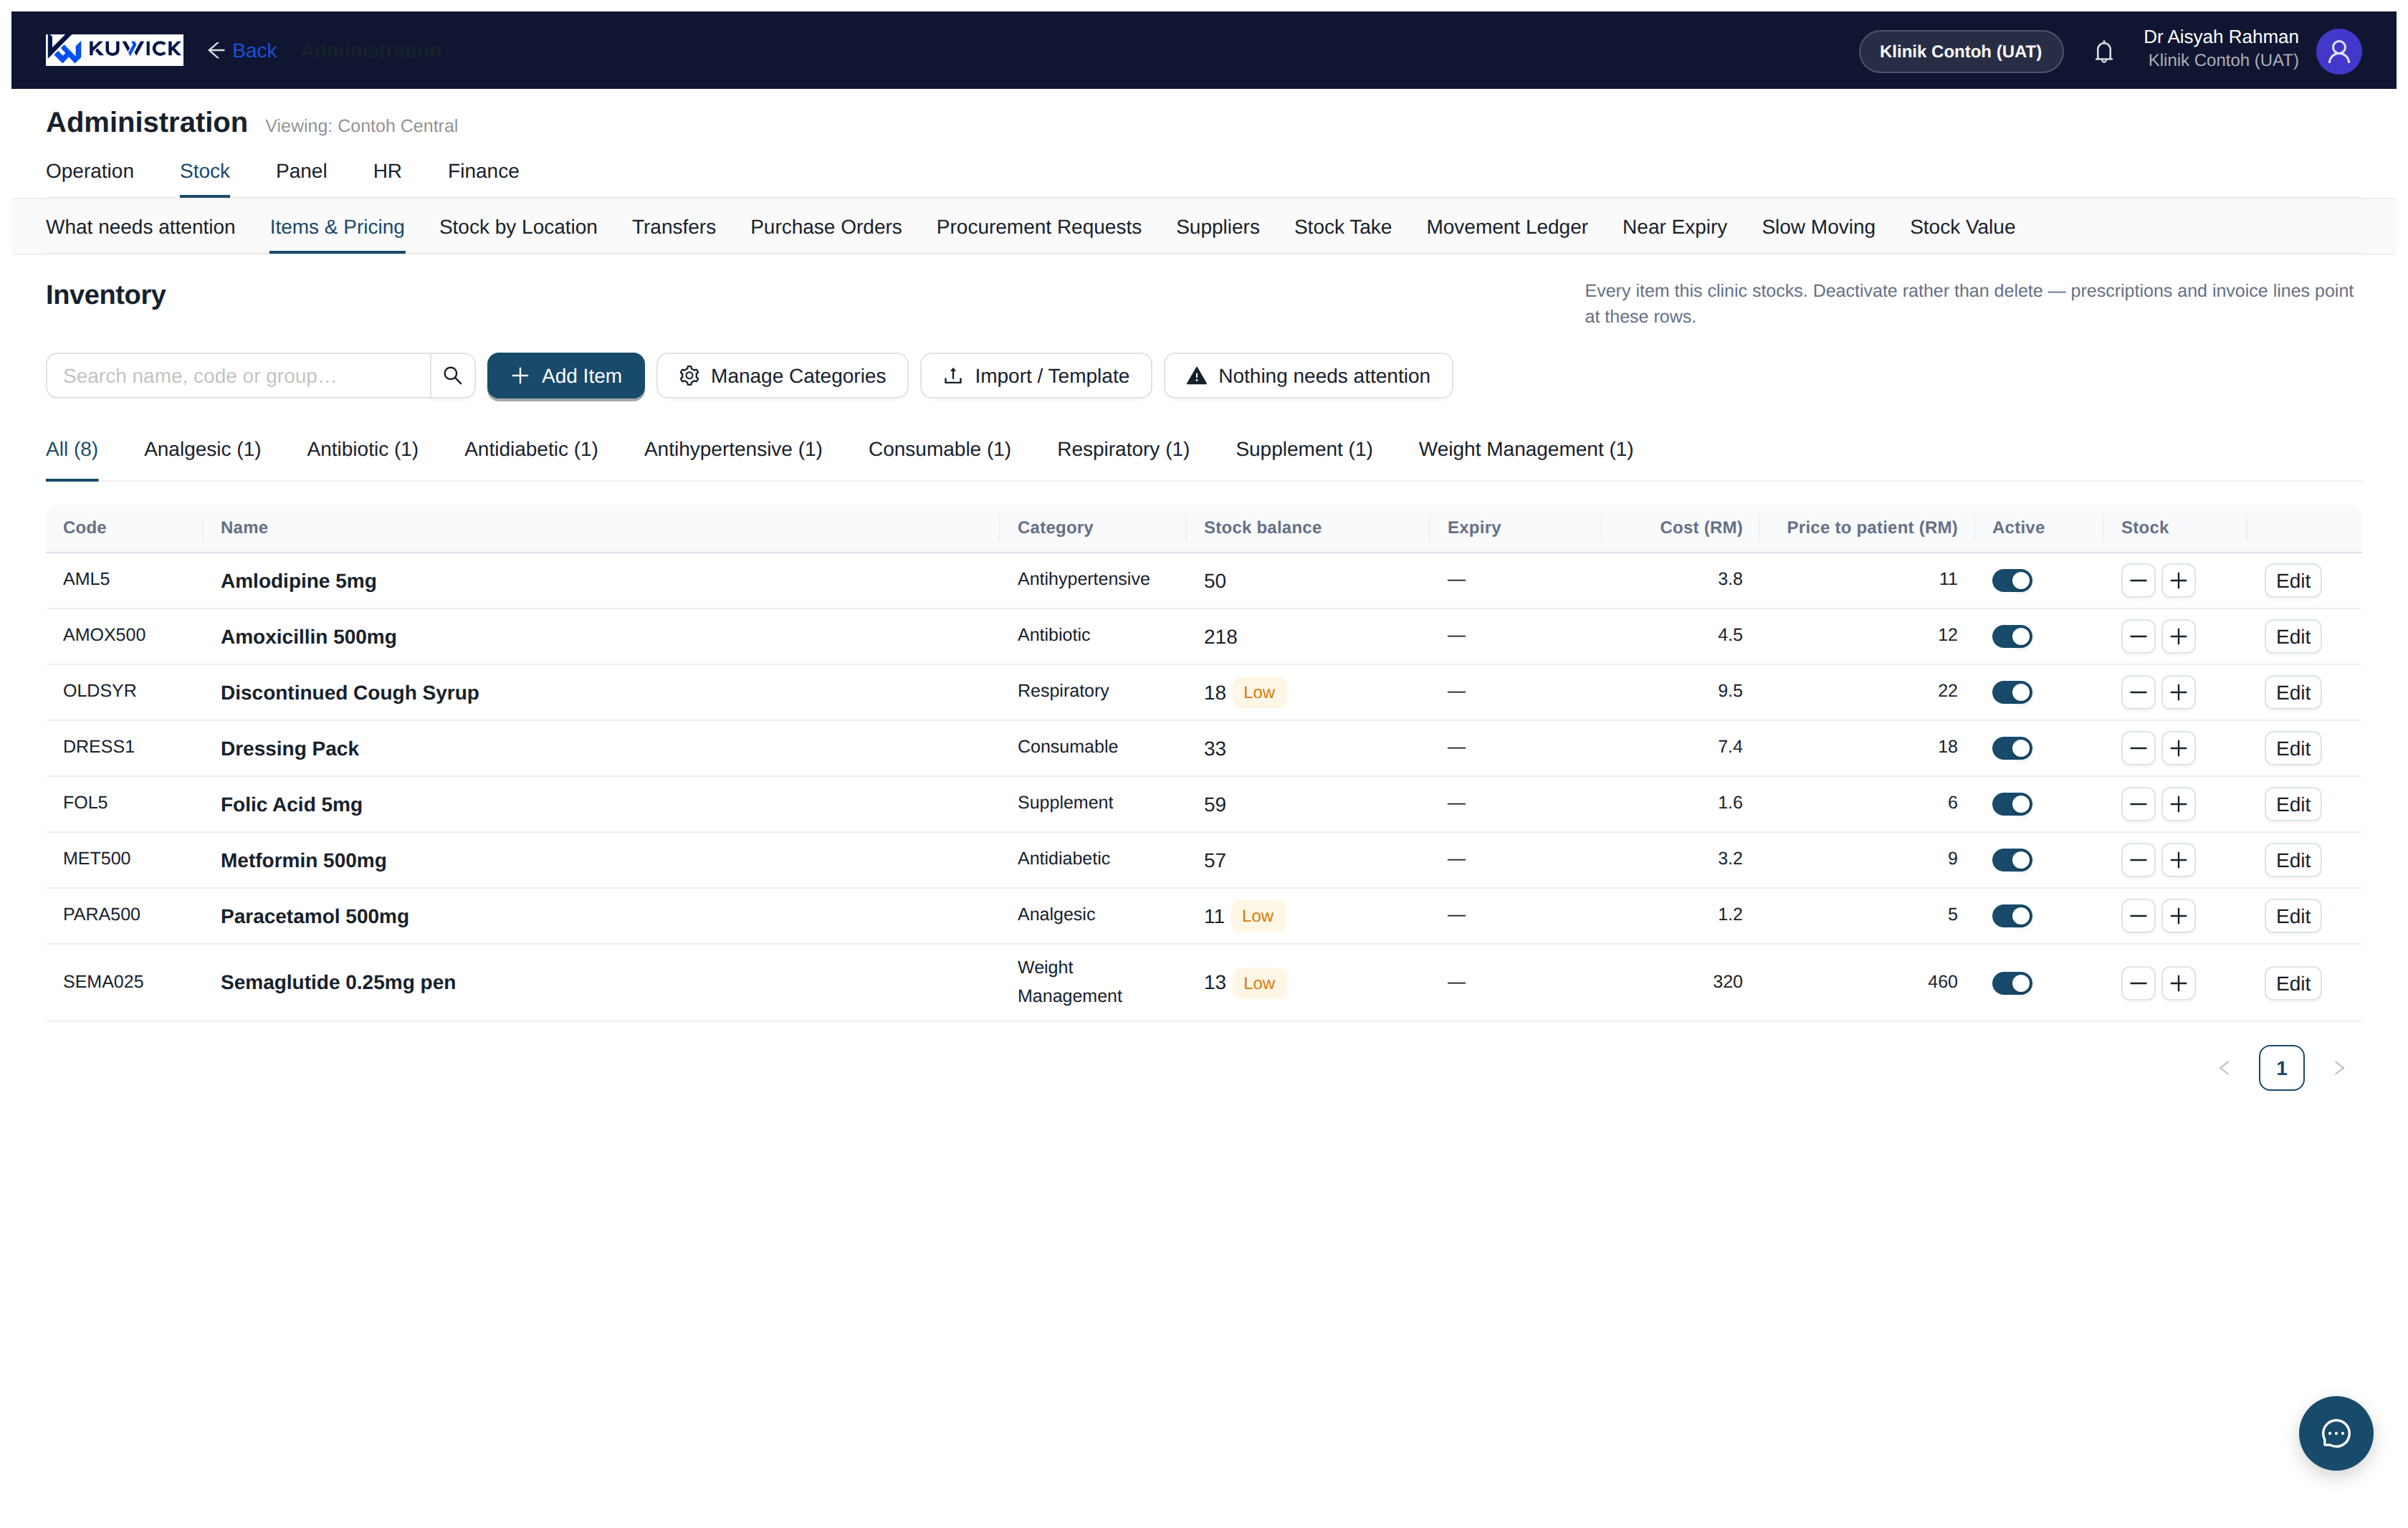 KUWICK
Back
Administration
Klinik Contoh (UAT)
Dr Aisyah Rahman
Klinik Contoh (UAT)
Administration
Viewing: Contoh Central
Operation Stock Panel HR Finance
What needs attention Items & Pricing Stock by Location Transfers Purchase Orders Procurement Requests Suppliers Stock Take Movement Ledger Near Expiry Slow Moving Stock Value
Inventory
Every item this clinic stocks. Deactivate rather than delete — prescriptions and invoice lines point
at these rows.
Search name, code or group…
Add Item
Manage Categories
Import / Template
Nothing needs attention
All (8) Analgesic (1) Antibiotic (1) Antidiabetic (1) Antihypertensive (1) Consumable (1) Respiratory (1) Supplement (1) Weight Management (1)
Code Name Category Stock balance Expiry Cost (RM) Price to patient (RM) Active Stock
AML5 Amlodipine 5mg Antihypertensive 50 — 3.8 11 Edit
AMOX500 Amoxicillin 500mg Antibiotic 218 — 4.5 12 Edit
OLDSYR Discontinued Cough Syrup Respiratory 18 Low — 9.5 22 Edit
DRESS1 Dressing Pack Consumable 33 — 7.4 18 Edit
FOL5 Folic Acid 5mg Supplement 59 — 1.6 6 Edit
MET500 Metformin 500mg Antidiabetic 57 — 3.2 9 Edit
PARA500 Paracetamol 500mg Analgesic 11 Low — 1.2 5 Edit
SEMA025 Semaglutide 0.25mg pen Weight Management 13 Low — 320 460 Edit
1